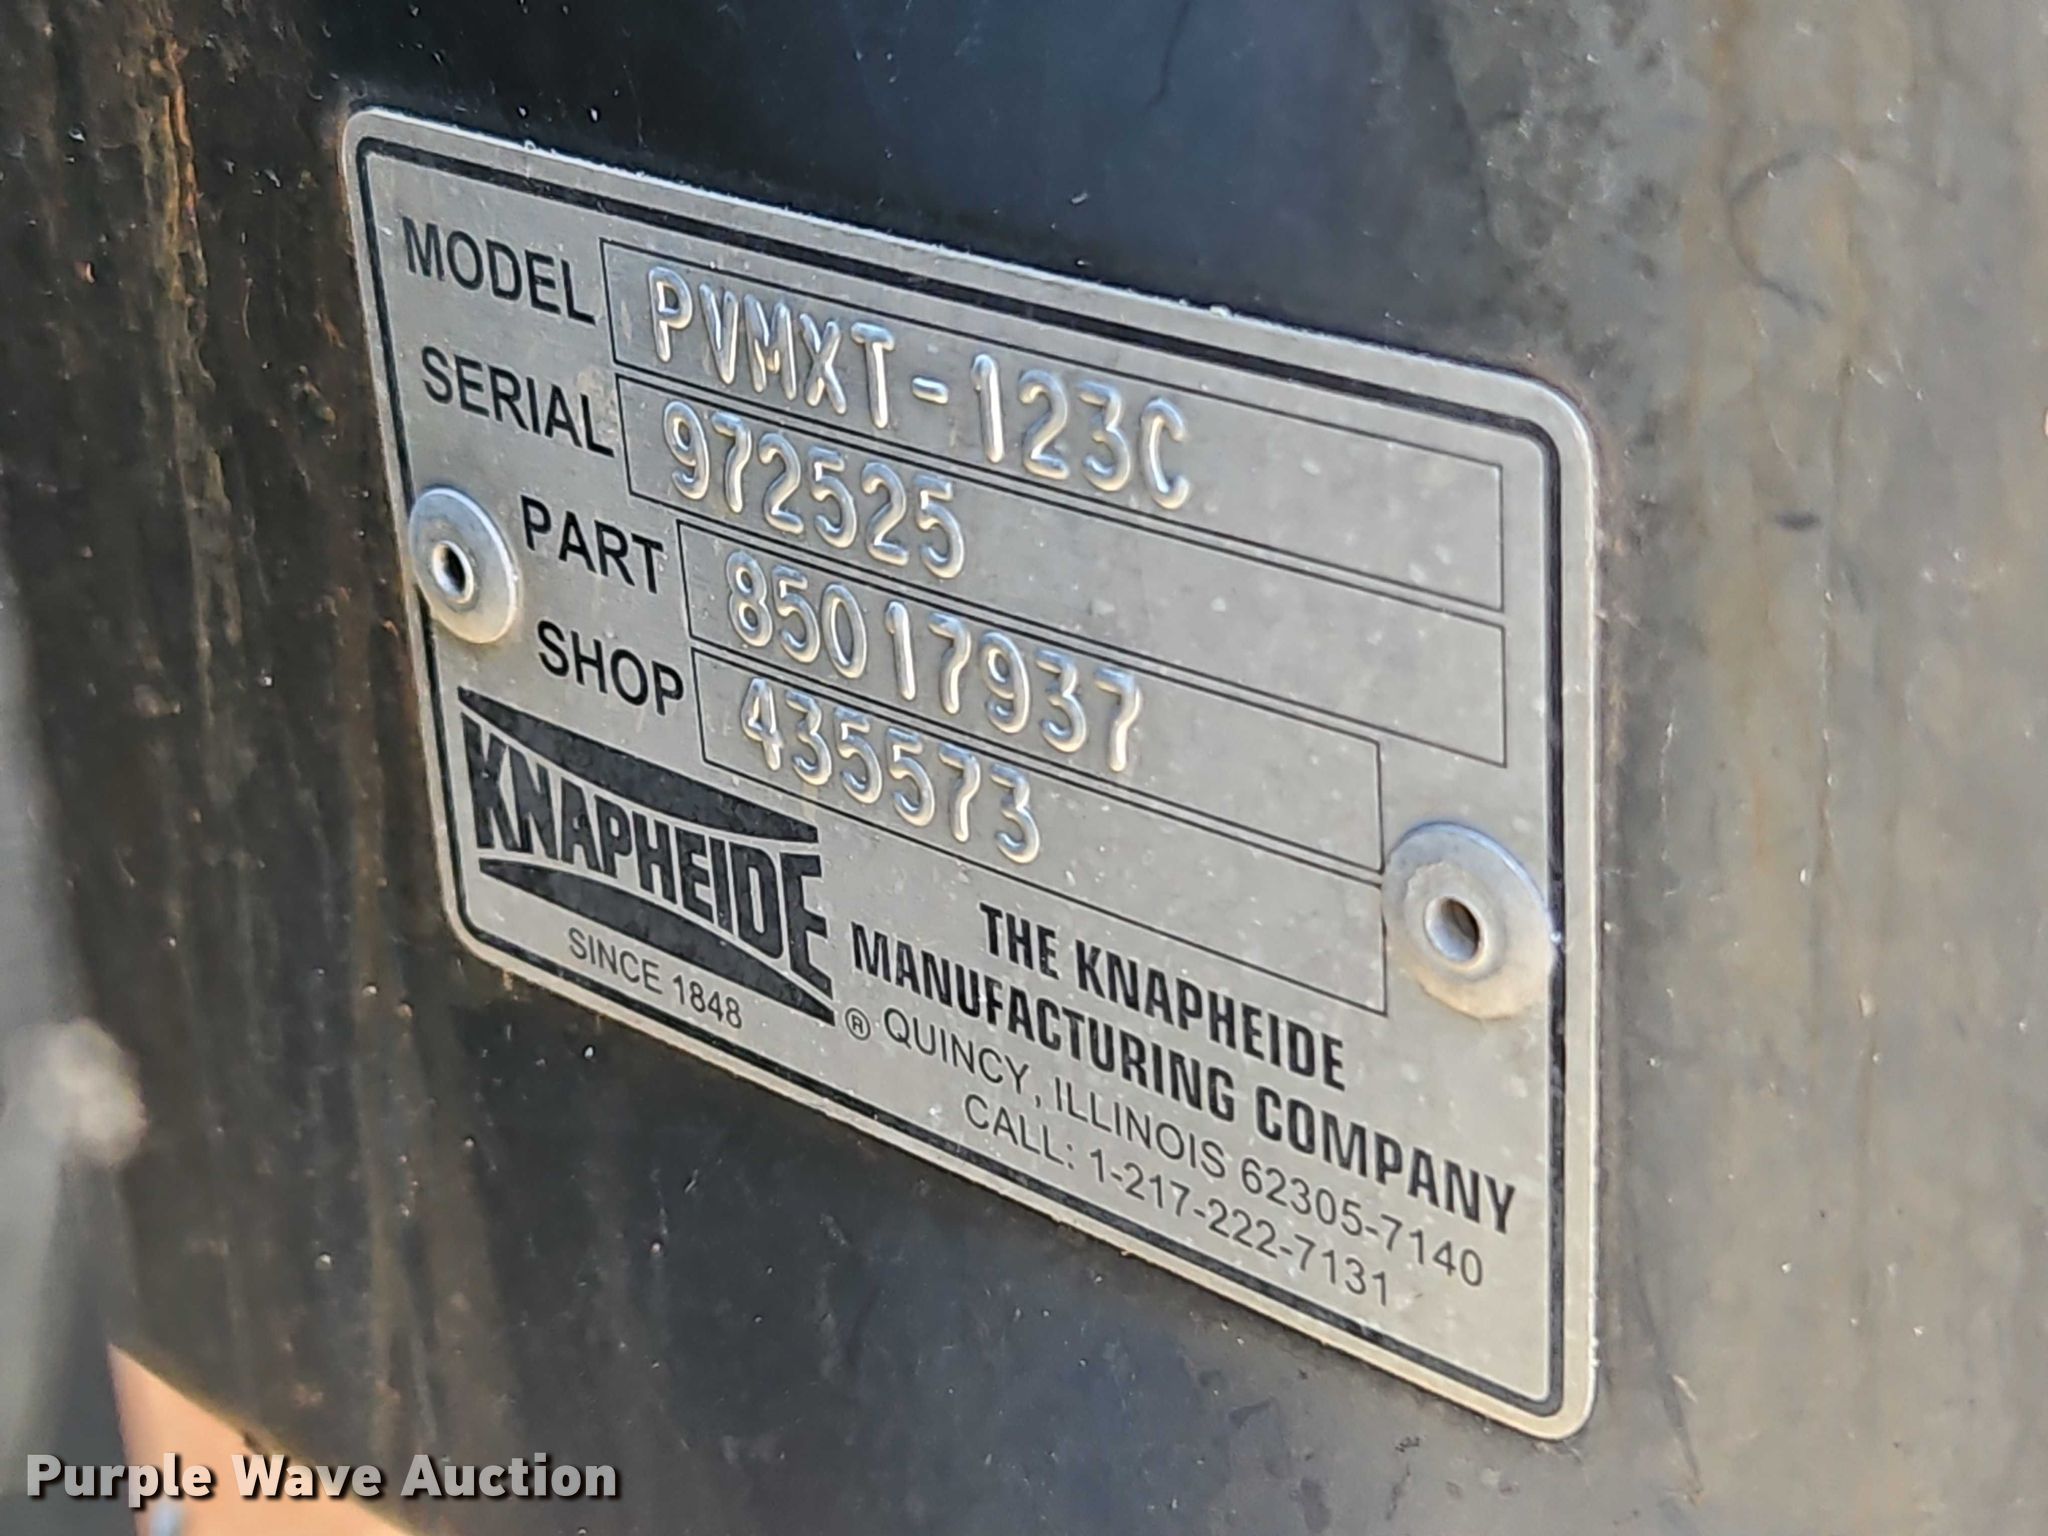 MODEL PVMXT-123C
SERIAL 972525
PART 85017937
SHOP 435573
KNAPHEIDE
SINCE 1848
®
THE KNAPHEIDE
MANUFACTURING COMPANY
QUINCY, ILLINOIS 62305-7140
CALL: 1-217-222-7131
Purple Wave Auction